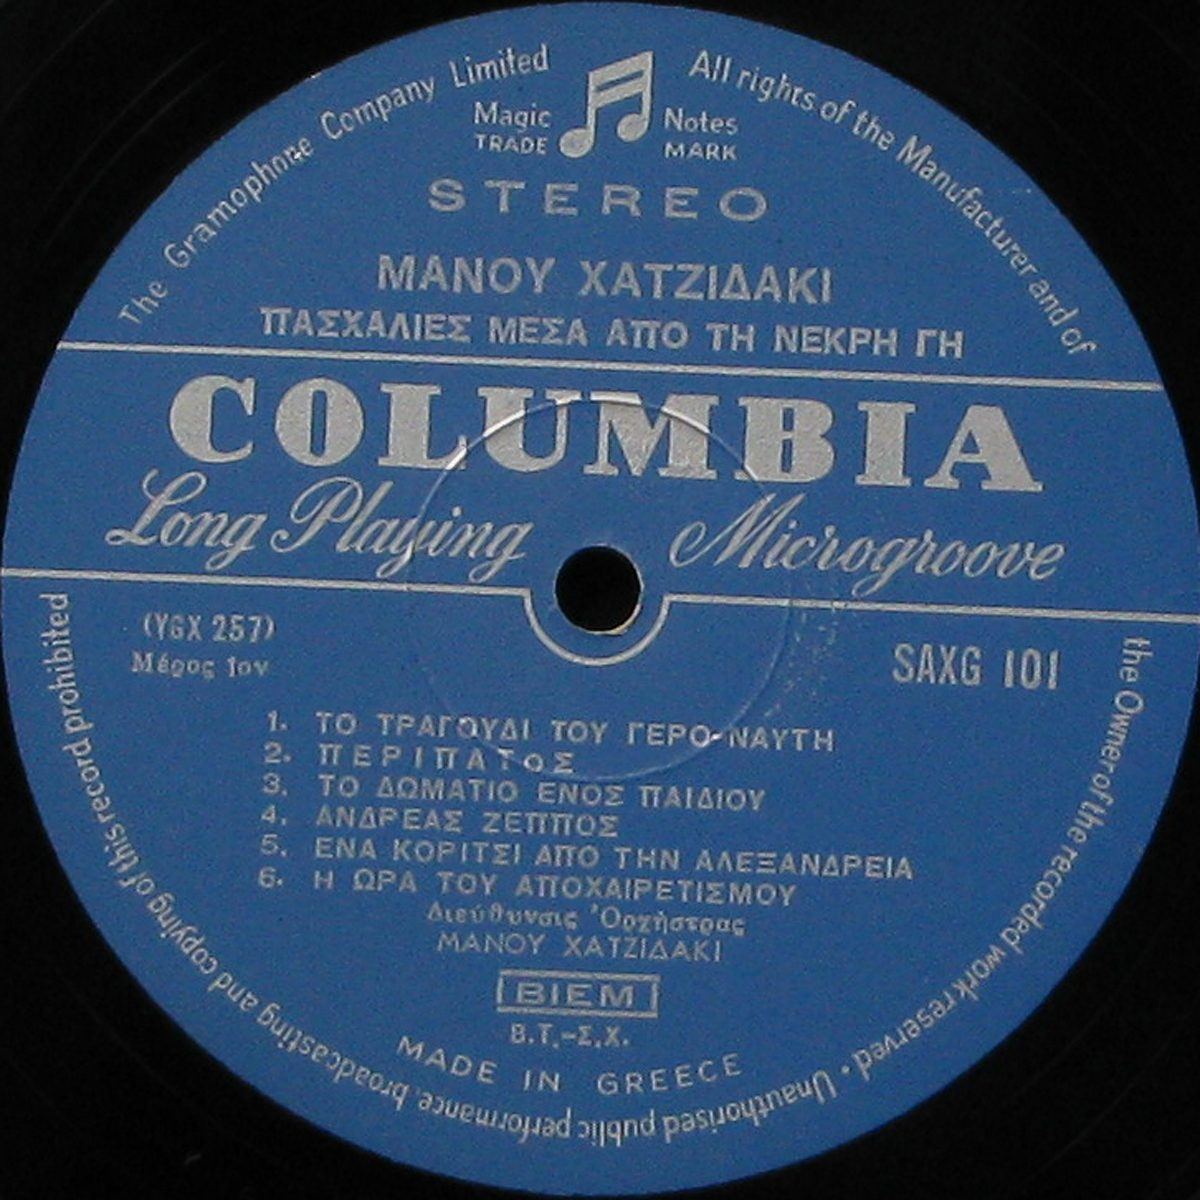 The Gramophone Company Limited
All rights of the Manufacturer and of
the Owner of the recorded work reserved. Unauthorised public performance, broadcasting and copying of this record prohibited
Magic Notes
TRADE MARK
STEREO
ΜΑΝΟΥ ΧΑΤΖΙΔΑΚΙ
ΠΑΣΧΑΛΙΕΣ ΜΕΣΑ ΑΠΟ ΤΗ ΝΕΚΡΗ ΓΗ
COLUMBIA
Long Playing Microgroove
(YGX 257)
Μέρος 1ον
SAXG 101
1. ΤΟ ΤΡΑΓΟΥΔΙ ΤΟΥ ΓΕΡΟ-ΝΑΥΤΗ
2. ΠΕΡΙΠΑΤΟΣ
3. ΤΟ ΔΩΜΑΤΙΟ ΕΝΟΣ ΠΑΙΔΙΟΥ
4. ΑΝΔΡΕΑΣ ΖΕΠΠΟΣ
5. ΕΝΑ ΚΟΡΙΤΣΙ ΑΠΟ ΤΗΝ ΑΛΕΞΑΝΔΡΕΙΑ
6. Η ΩΡΑ ΤΟΥ ΑΠΟΧΑΙΡΕΤΙΣΜΟΥ
Διεύθυνσις Ὀρχήστρας
ΜΑΝΟΥ ΧΑΤΖΙΔΑΚΙ
BIEM
Β.Τ.-Σ.Χ.
MADE IN GREECE